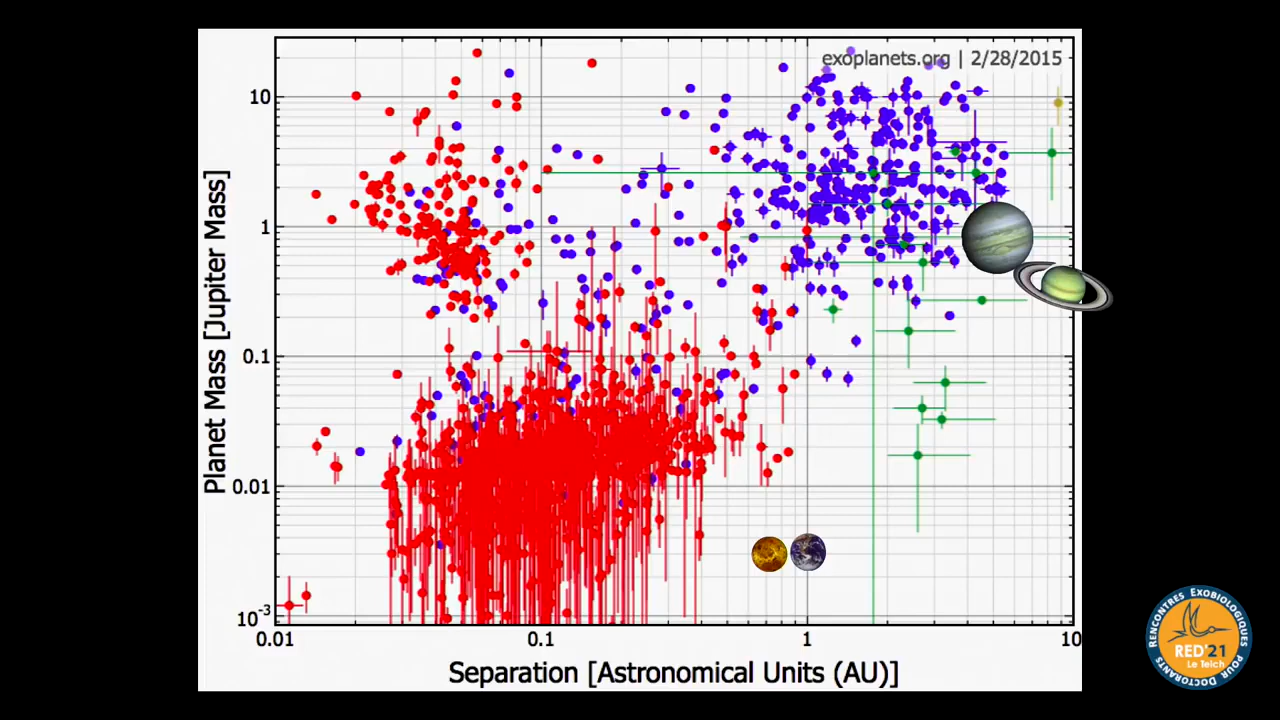 exoplanets.org | 2/28/2015
Planet Mass [Jupiter Mass]
10
1
0.1
0.01
10⁻³
0.01
0.1
1
10
Separation [Astronomical Units (AU)]
RENCONTRES EXOBIOLOGIQUES
POUR DOCTORANTS
RED'21
Le Teich